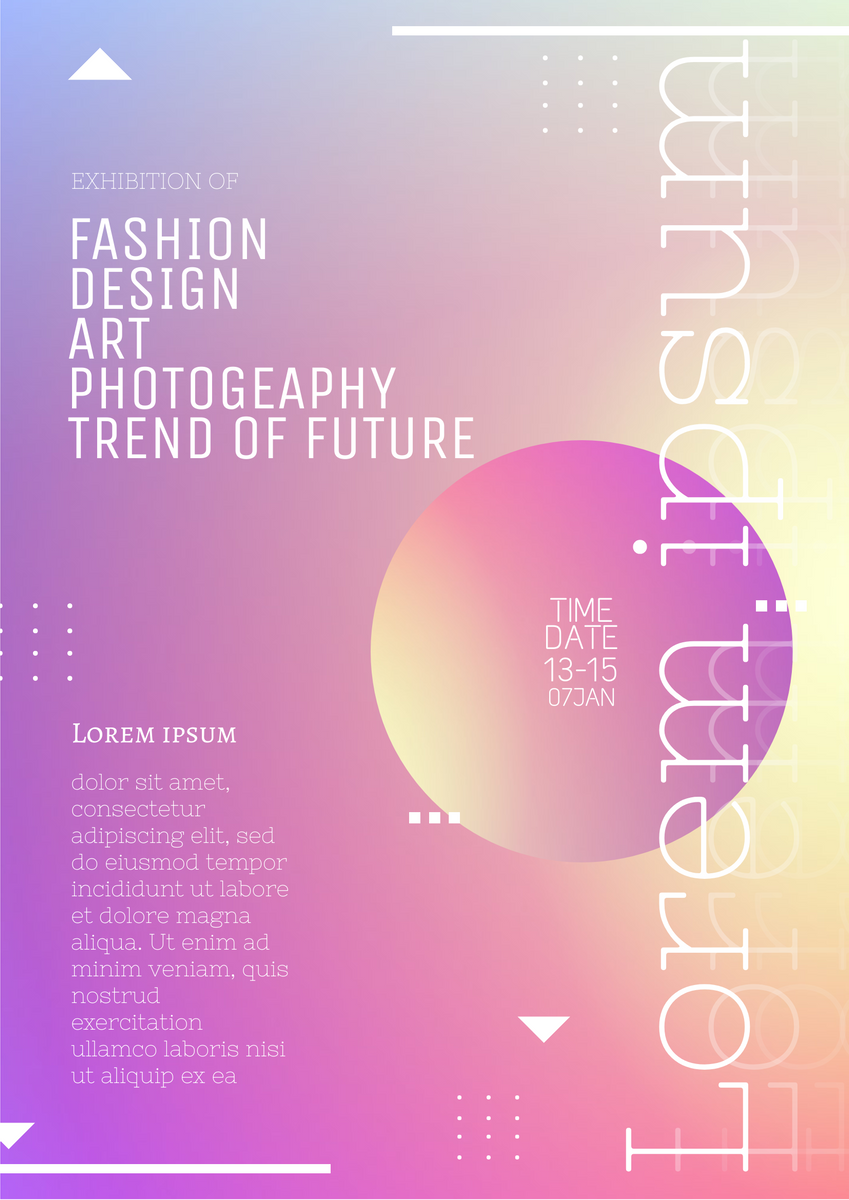 EXHIBITION OF
FASHION
DESIGN
ART
PHOTOGEAPHY
TREND OF FUTURE
TIME
DATE
13-15
07JAN
Lorem ipsum
Lorem ipsum
dolor sit amet,
consectetur
adipiscing elit, sed
do eiusmod tempor
incididunt ut labore
et dolore magna
aliqua. Ut enim ad
minim veniam, quis
nostrud
exercitation
ullamco laboris nisi
ut aliquip ex ea